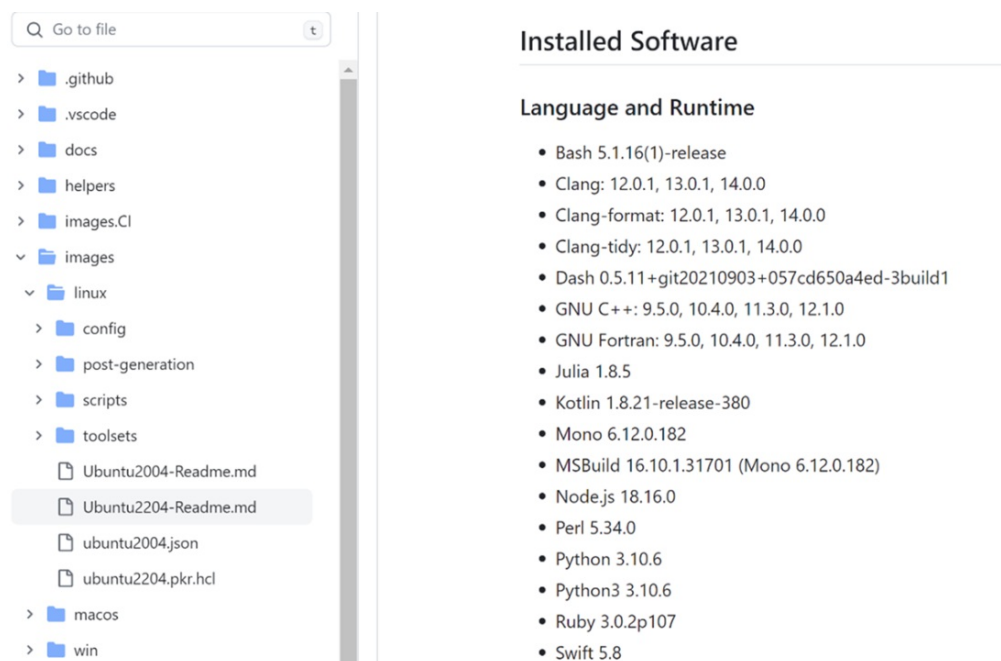 Go to file
t
.github
.vscode
docs
helpers
images.CI
images
linux
config
post-generation
scripts
toolsets
Ubuntu2004-Readme.md
Ubuntu2204-Readme.md
ubuntu2004.json
ubuntu2204.pkr.hcl
macos
win
Installed Software
Language and Runtime
• Bash 5.1.16(1)-release
• Clang: 12.0.1, 13.0.1, 14.0.0
• Clang-format: 12.0.1, 13.0.1, 14.0.0
• Clang-tidy: 12.0.1, 13.0.1, 14.0.0
• Dash 0.5.11+git20210903+057cd650a4ed-3build1
• GNU C++: 9.5.0, 10.4.0, 11.3.0, 12.1.0
• GNU Fortran: 9.5.0, 10.4.0, 11.3.0, 12.1.0
• Julia 1.8.5
• Kotlin 1.8.21-release-380
• Mono 6.12.0.182
• MSBuild 16.10.1.31701 (Mono 6.12.0.182)
• Node.js 18.16.0
• Perl 5.34.0
• Python 3.10.6
• Python3 3.10.6
• Ruby 3.0.2p107
• Swift 5.8